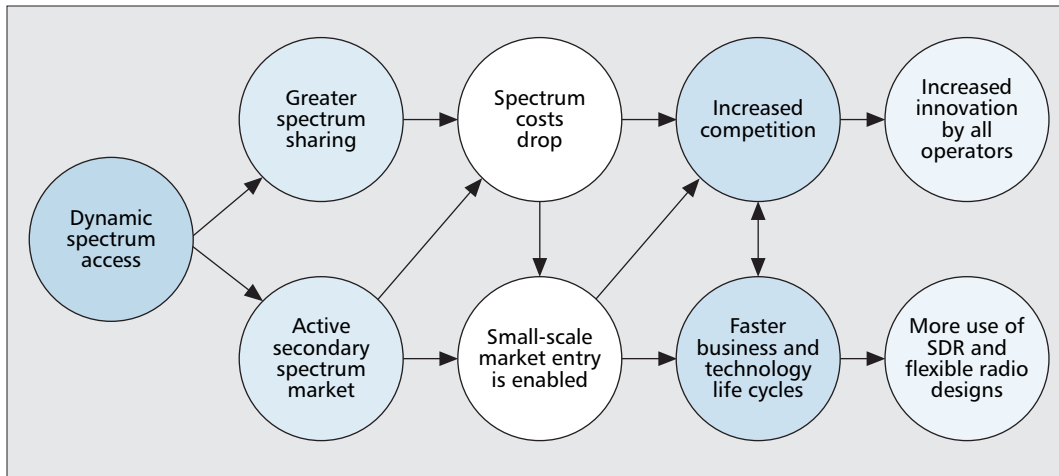 Greater
spectrum
sharing
Spectrum
costs
drop
Increased
competition
Increased
innovation
by all
operators
Dynamic
spectrum
access
Active
secondary
spectrum
market
Small-scale
market entry
is enabled
Faster
business and
technology
life cycles
More use of
SDR and
flexible radio
designs